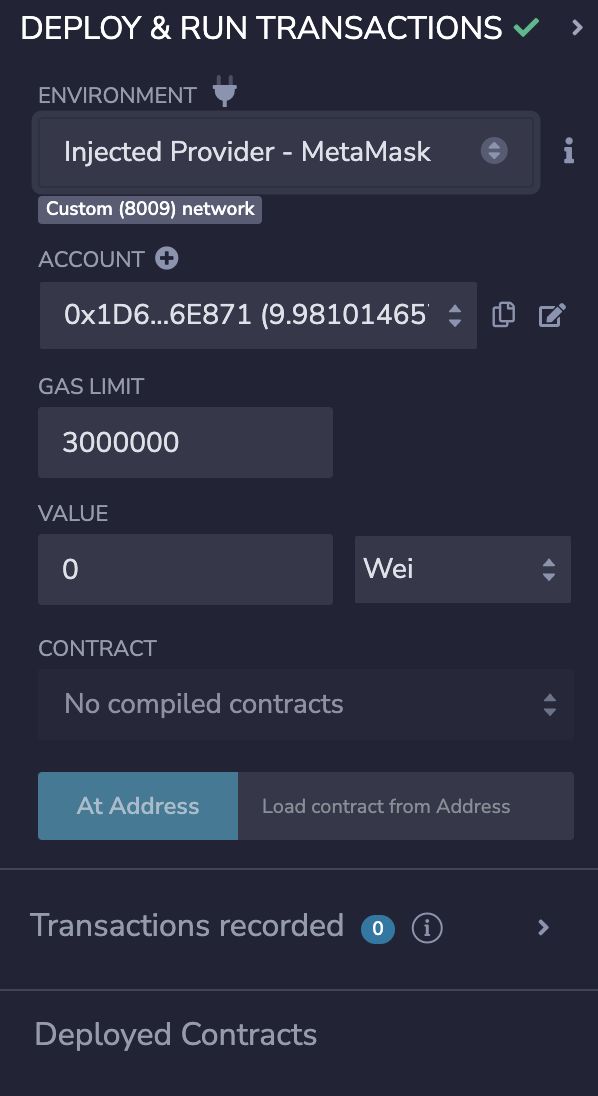 DEPLOY & RUN TRANSACTIONS
ENVIRONMENT
Injected Provider - MetaMask
Custom (8009) network
ACCOUNT
0x1D6...6E871 (9.98101465
GAS LIMIT
3000000
VALUE
0 Wei
CONTRACT
No compiled contracts
At Address Load contract from Address
Transactions recorded 0
Deployed Contracts